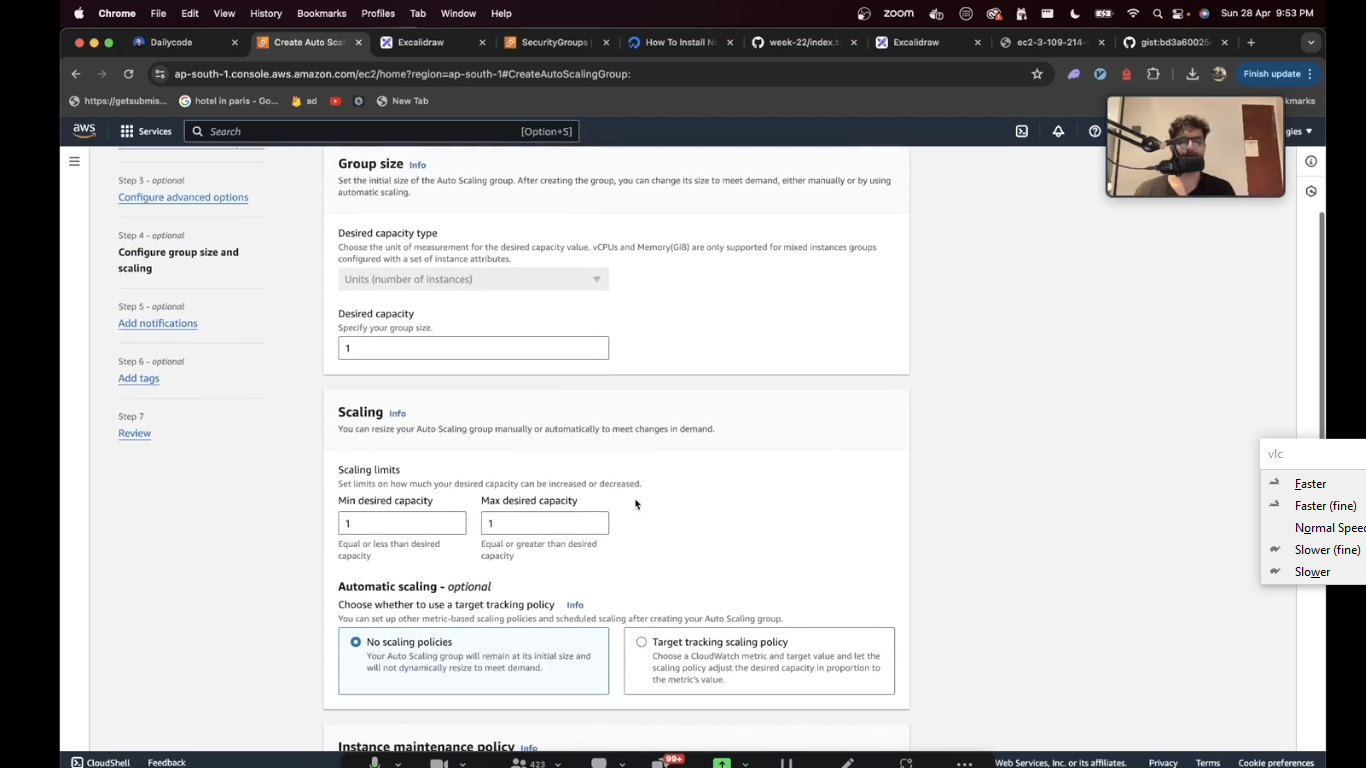 Chrome File Edit View History Bookmarks Profiles Tab Window Help
zoom Sun 28 Apr 9:53 PM
Dailycode
Create Auto Scal
Excalidraw
SecurityGroups |
How To Install No
week-22/index.t
Excalidraw
ec2-3-109-214-
gist:bd3a60025
ap-south-1.console.aws.amazon.com/ec2/home?region=ap-south-1#CreateAutoScalingGroup:
Finish update
https://getsubmis...
hotel in paris - Go...
ad
New Tab
kmarks
aws Services Search [Option+S]
gies
Step 3 - optional
Configure advanced options
Step 4 - optional
Configure group size and
scaling
Step 5 - optional
Add notifications
Step 6 - optional
Add tags
Step 7
Review
Group size Info
Set the initial size of the Auto Scaling group. After creating the group, you can change its size to meet demand, either manually or by using
automatic scaling.
Desired capacity type
Choose the unit of measurement for the desired capacity value. vCPUs and Memory(GiB) are only supported for mixed instances groups
configured with a set of instance attributes.
Units (number of instances)
Desired capacity
Specify your group size.
1
Scaling Info
You can resize your Auto Scaling group manually or automatically to meet changes in demand.
Scaling limits
Set limits on how much your desired capacity can be increased or decreased.
Min desired capacity
Max desired capacity
1
1
Equal or less than desired
capacity
Equal or greater than desired
capacity
Automatic scaling - optional
Choose whether to use a target tracking policy Info
You can set up other metric-based scaling policies and scheduled scaling after creating your Auto Scaling group.
No scaling policies
Your Auto Scaling group will remain at its initial size and
will not dynamically resize to meet demand.
Target tracking scaling policy
Choose a CloudWatch metric and target value and let the
scaling policy adjust the desired capacity in proportion to
the metric's value.
Instance maintenance policy Info
vlc
Faster
Faster (fine)
Normal Speed
Slower (fine)
Slower
CloudShell Feedback
423
99+
Web Services, Inc. or its affiliates. Privacy Terms Cookie preferences